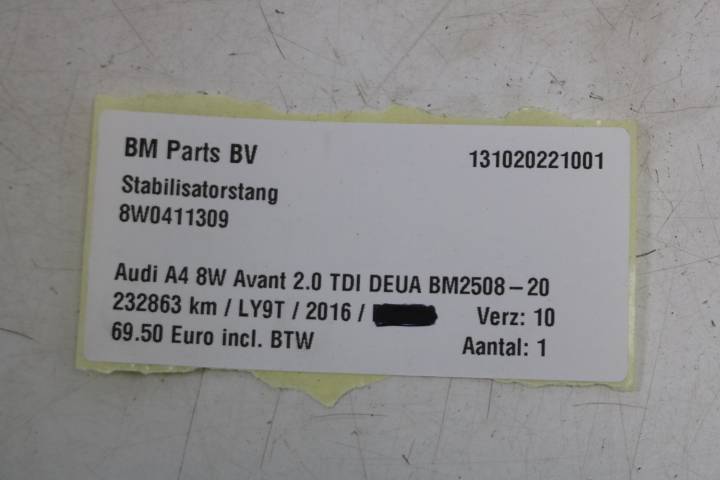 BM Parts BV 131020221001
Stabilisatorstang
8W0411309
Audi A4 8W Avant 2.0 TDI DEUA BM2508-20
232863 km / LY9T / 2016 / Verz: 10
69.50 Euro incl. BTW Aantal: 1